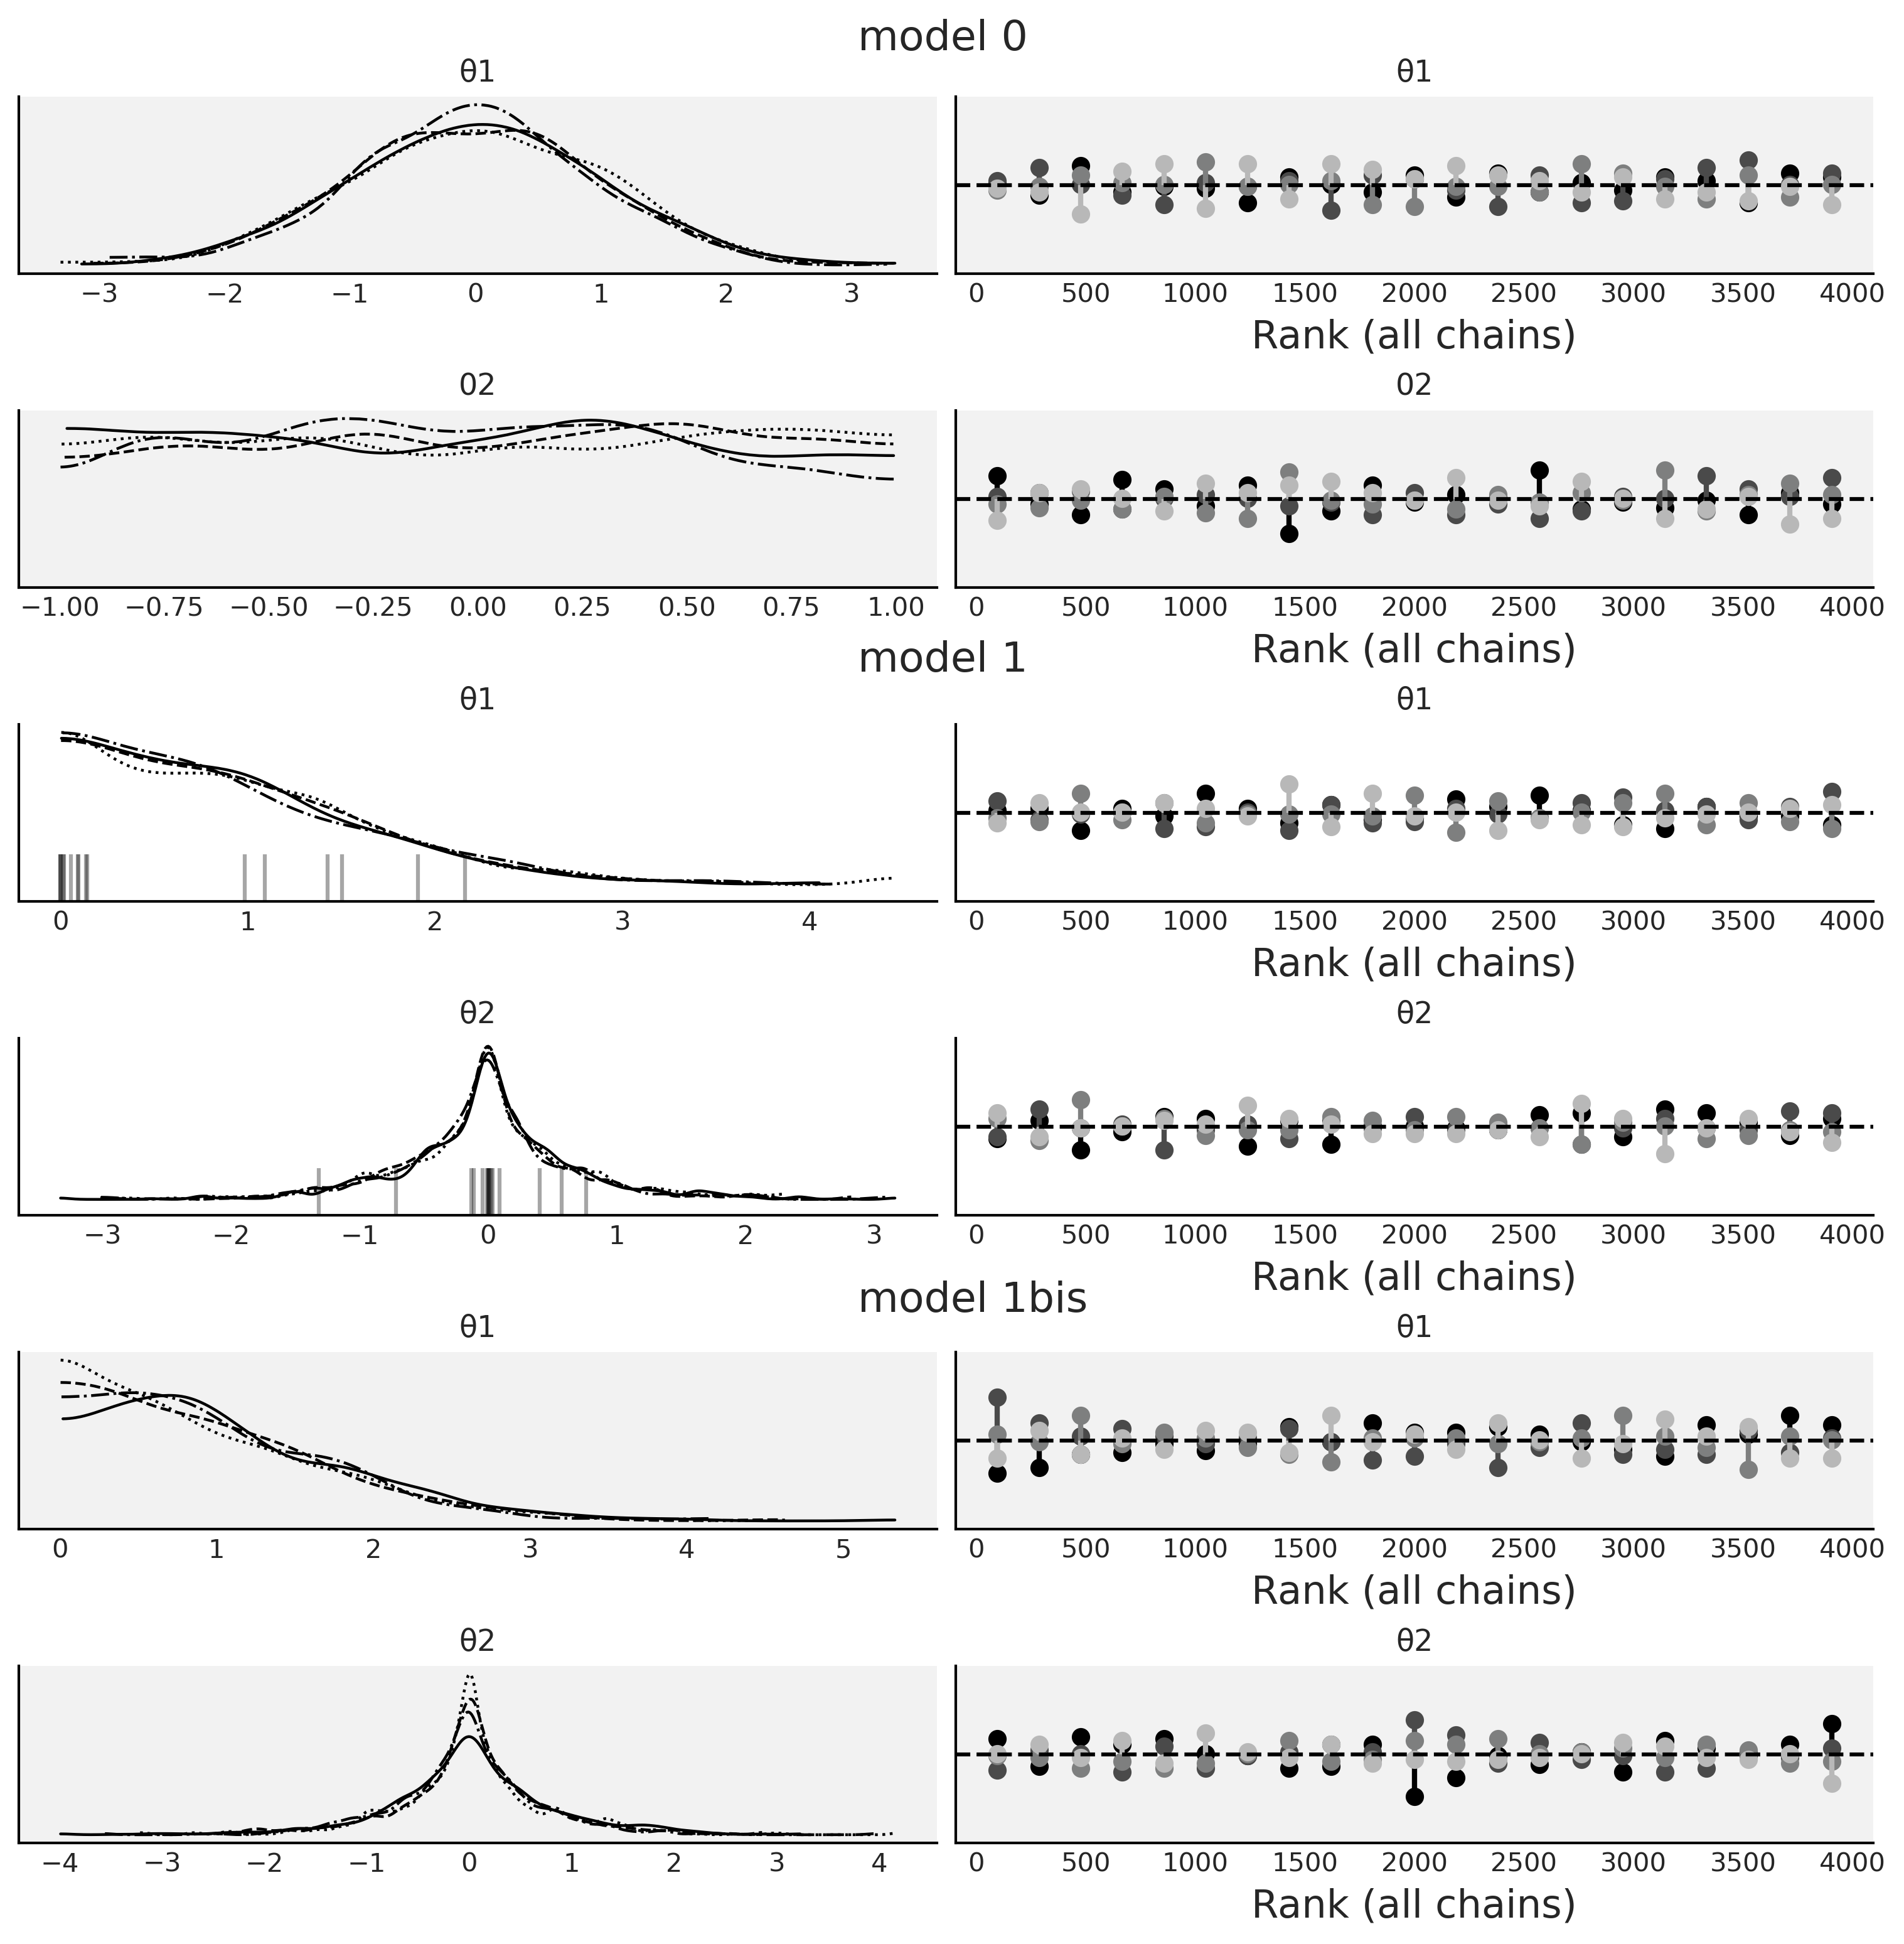 model 0
θ1 θ1
−3 −2 −1 0 1 2 3 0 500 1000 1500 2000 2500 3000 3500 4000
Rank (all chains)
02 02
−1.00 −0.75 −0.50 −0.25 0.00 0.25 0.50 0.75 1.00 0 500 1000 1500 2000 2500 3000 3500 4000
Rank (all chains)
model 1
θ1 θ1
0 1 2 3 4 0 500 1000 1500 2000 2500 3000 3500 4000
Rank (all chains)
θ2 θ2
−3 −2 −1 0 1 2 3 0 500 1000 1500 2000 2500 3000 3500 4000
Rank (all chains)
model 1bis
θ1 θ1
0 1 2 3 4 5 0 500 1000 1500 2000 2500 3000 3500 4000
Rank (all chains)
θ2 θ2
−4 −3 −2 −1 0 1 2 3 4 0 500 1000 1500 2000 2500 3000 3500 4000
Rank (all chains)